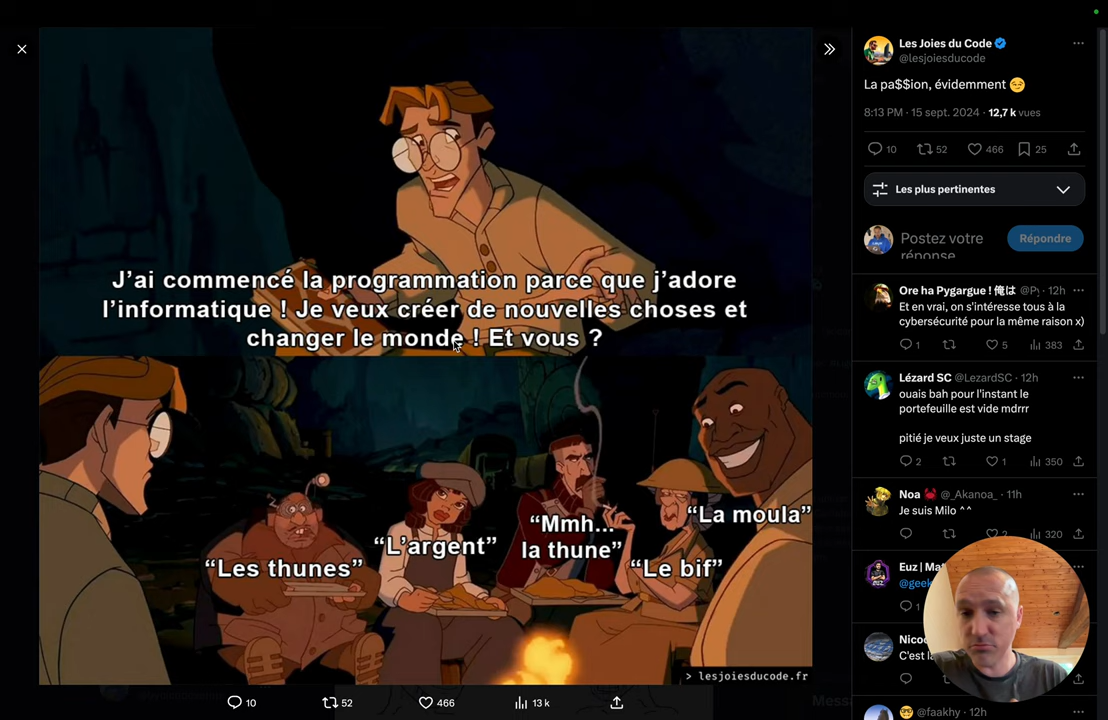 J'ai commencé la programmation parce que j'adore
l'informatique ! Je veux créer de nouvelles choses et
changer le monde ! Et vous ?
“Les thunes”
“L'argent”
“Mmh...
la thune”
“Le bif”
“La moula”
> lesjoiesducode.fr
10
52
466
13 k
Les Joies du Code
@lesjoiesducode
La pa$$ion, évidemment
8:13 PM · 15 sept. 2024 · 12,7 k vues
10
52
466
25
Les plus pertinentes
Postez votre
réponse
Répondre
Ore ha Pygargue ! 俺は @P · 12h
Et en vrai, on s'intéresse tous à la
cybersécurité pour la même raison x)
1
5
383
Lézard SC @LezardSC · 12h
ouais bah pour l'instant le
portefeuille est vide mdrrr
pitié je veux juste un stage
2
1
350
Noa @_Akanoa_ · 11h
Je suis Milo ^^
2
320
Euz | Mat
@geek
1
Nicoc
C'est la
@faakhy · 12h